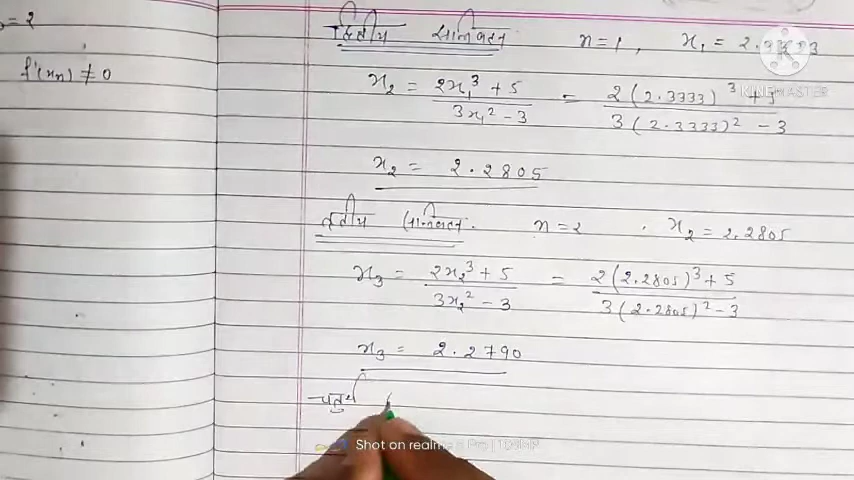 = 2
f'(xₙ) ≠ 0
द्वितीय सन्निकटन n = 1, x₁ = 2.3333
KINEMASTER
x₂ = (2x₁³ + 5)/(3x₁² - 3) = (2(2.3333)³ + 5)/(3(2.3333)² - 3)
x₂ = 2.2805
तृतीय सन्निकटन. n = 2 . x₂ = 2.2805
x₃ = (2x₂³ + 5)/(3x₂² - 3) = (2(2.2805)³ + 5)/(3(2.2805)² - 3)
x₃ = 2.2790
चतुर्थ
Shot on realme